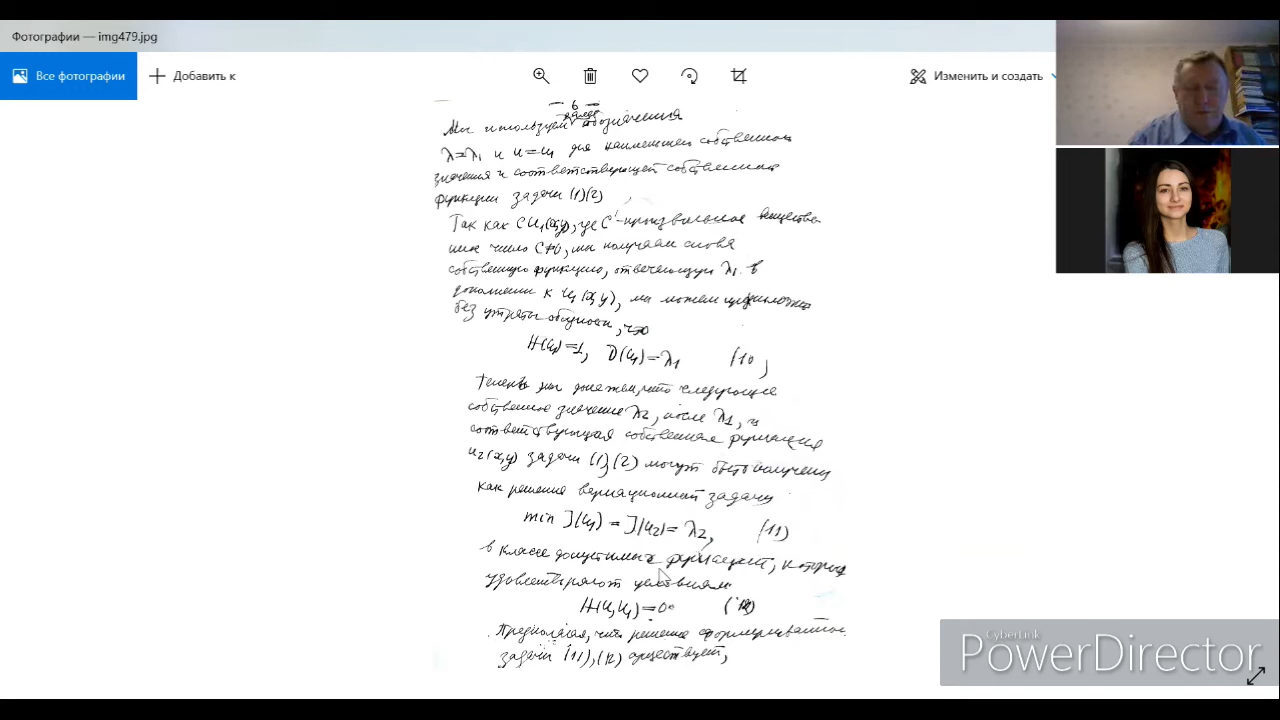 Фотографии — img479.jpg
Все фотографии
Добавить к
Изменить и создать
Мы используем в далее обозначения
λ=λ1 и u=u1 для наименьшего собственного
значения и соответствующей собственной
функции задачи (1)(2)
Так как Cu1(x,y), где C - произвольное веществен
ное число C≠0, мы получаем снова
собственную функцию, отвечающую λ1. в
дополнении к u1(x,y), мы можем предположить
без утраты общности, что
H(u1)=1, D(u1)=λ1 (10)
Теперь мы докажем, что следующее
собственное значение λ2, после λ1, и
соответствующая собственная функция
u2(x,y) задачи (1),(2) могут быть получены
как решения вариационной задачи
min J(u) = J(u2) = λ2, (11)
в классе допустимых функций, которые
удовлетворяют условиям
H(u,u1)=0 (12)
Предполагая, что решение сформулированной
задачи (11),(12) существует,
CyberLink
PowerDirector